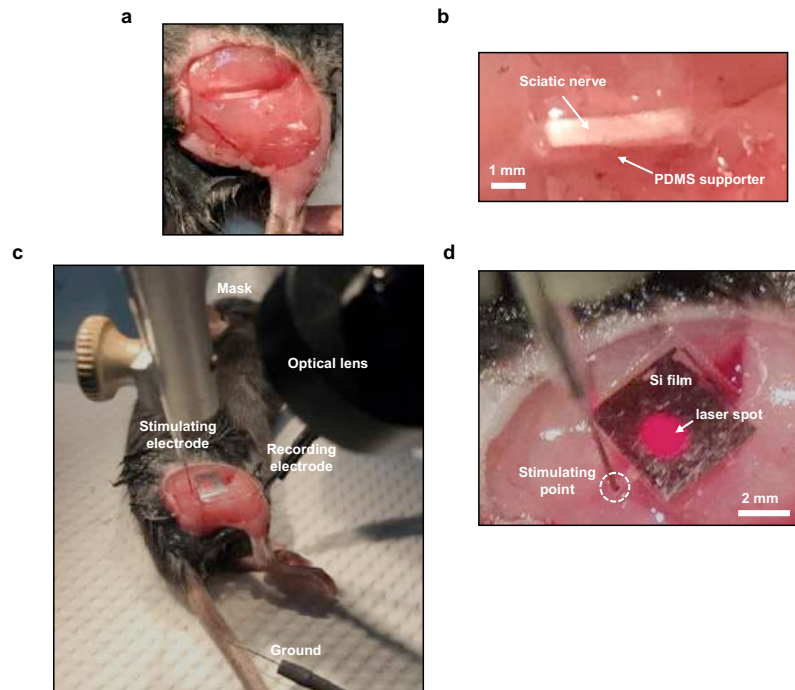 a
b
Sciatic nerve
1 mm
PDMS supporter
c
Mask
Optical lens
Stimulating
electrode
Recording
electrode
Ground
d
Si film
laser spot
Stimulating
point
2 mm